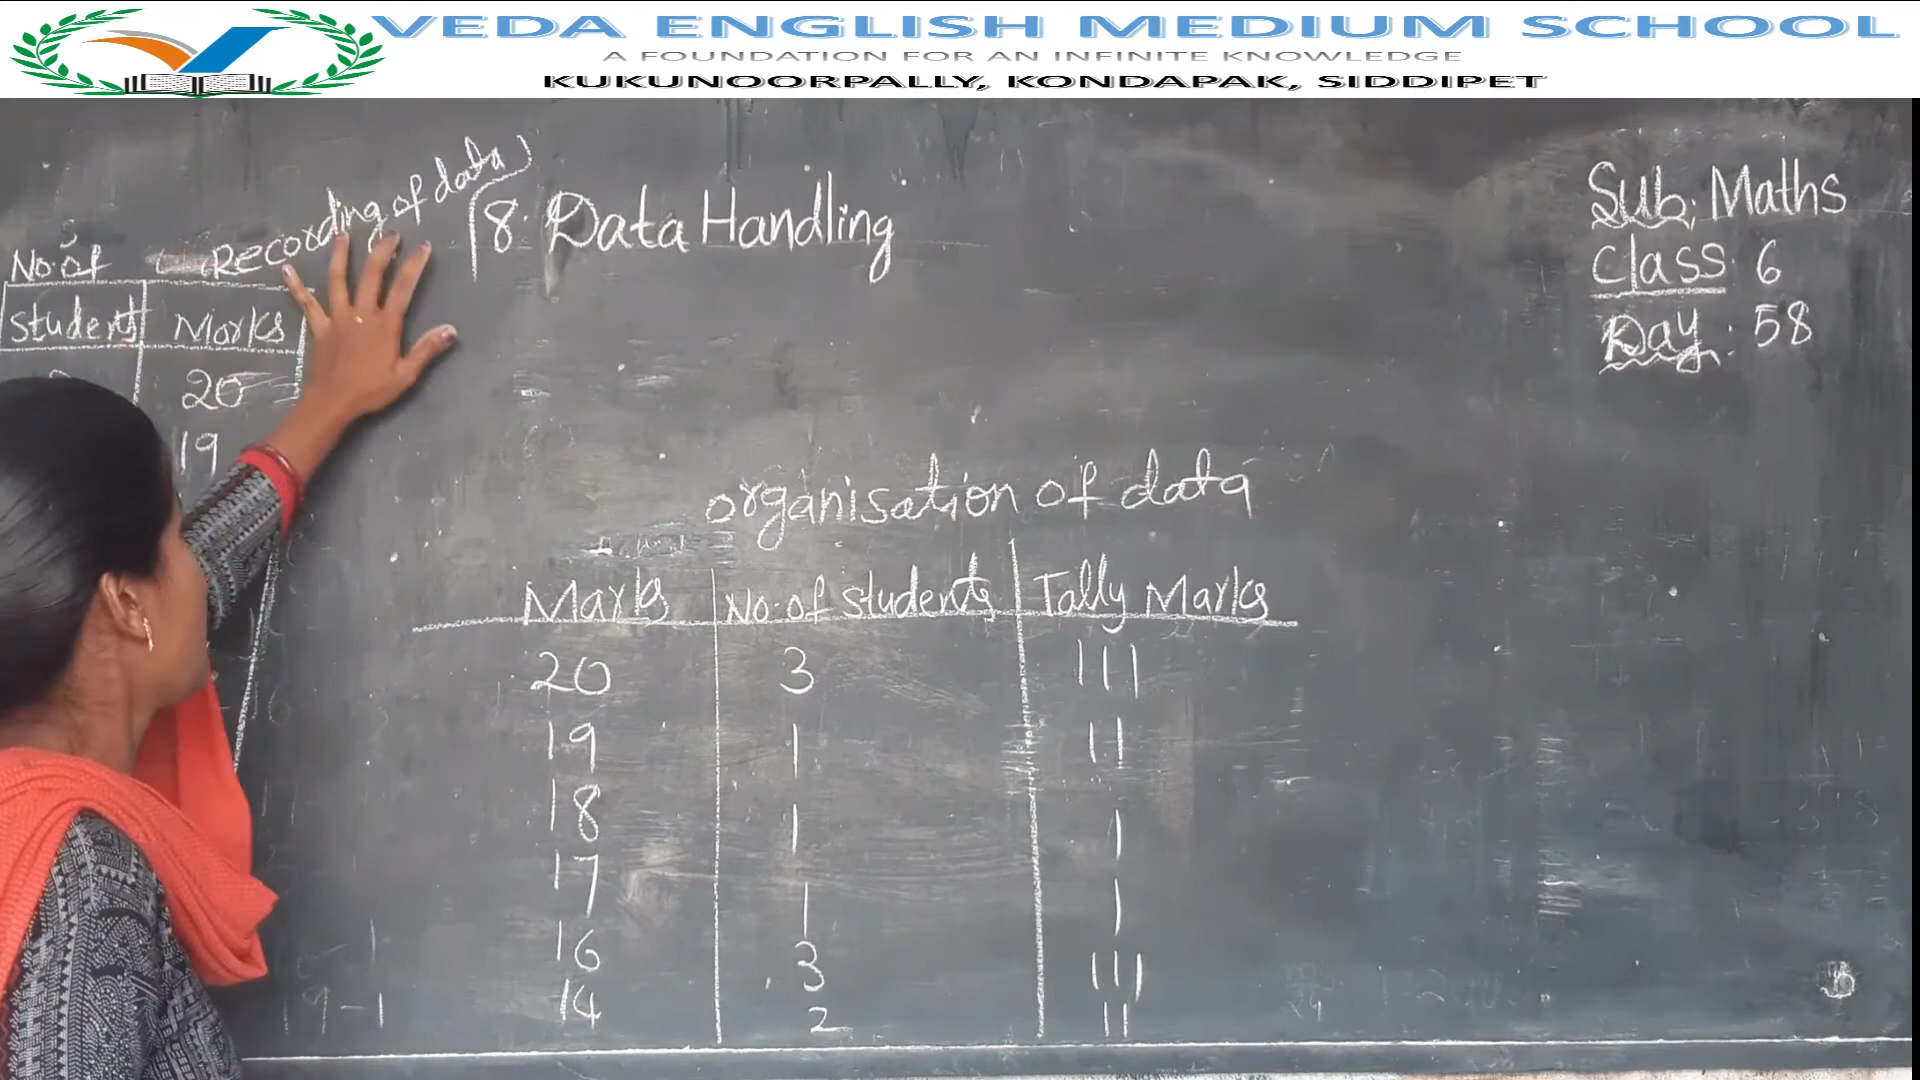 VEDA ENGLISH MEDIUM SCHOOL
A FOUNDATION FOR AN INFINITE KNOWLEDGE
KUKUNOORPALLY, KONDAPAK, SIDDIPET
Recording of data
8. Data Handling
Sub: Maths
Class: 6
Day: 58
No. of
Students Marks
20
19
organisation of data
Marks No. of students Tally Marks
20 3 |||
19 1 ||
18 1 |
17 1 |
16 3 |||
14 2 ||
19-1